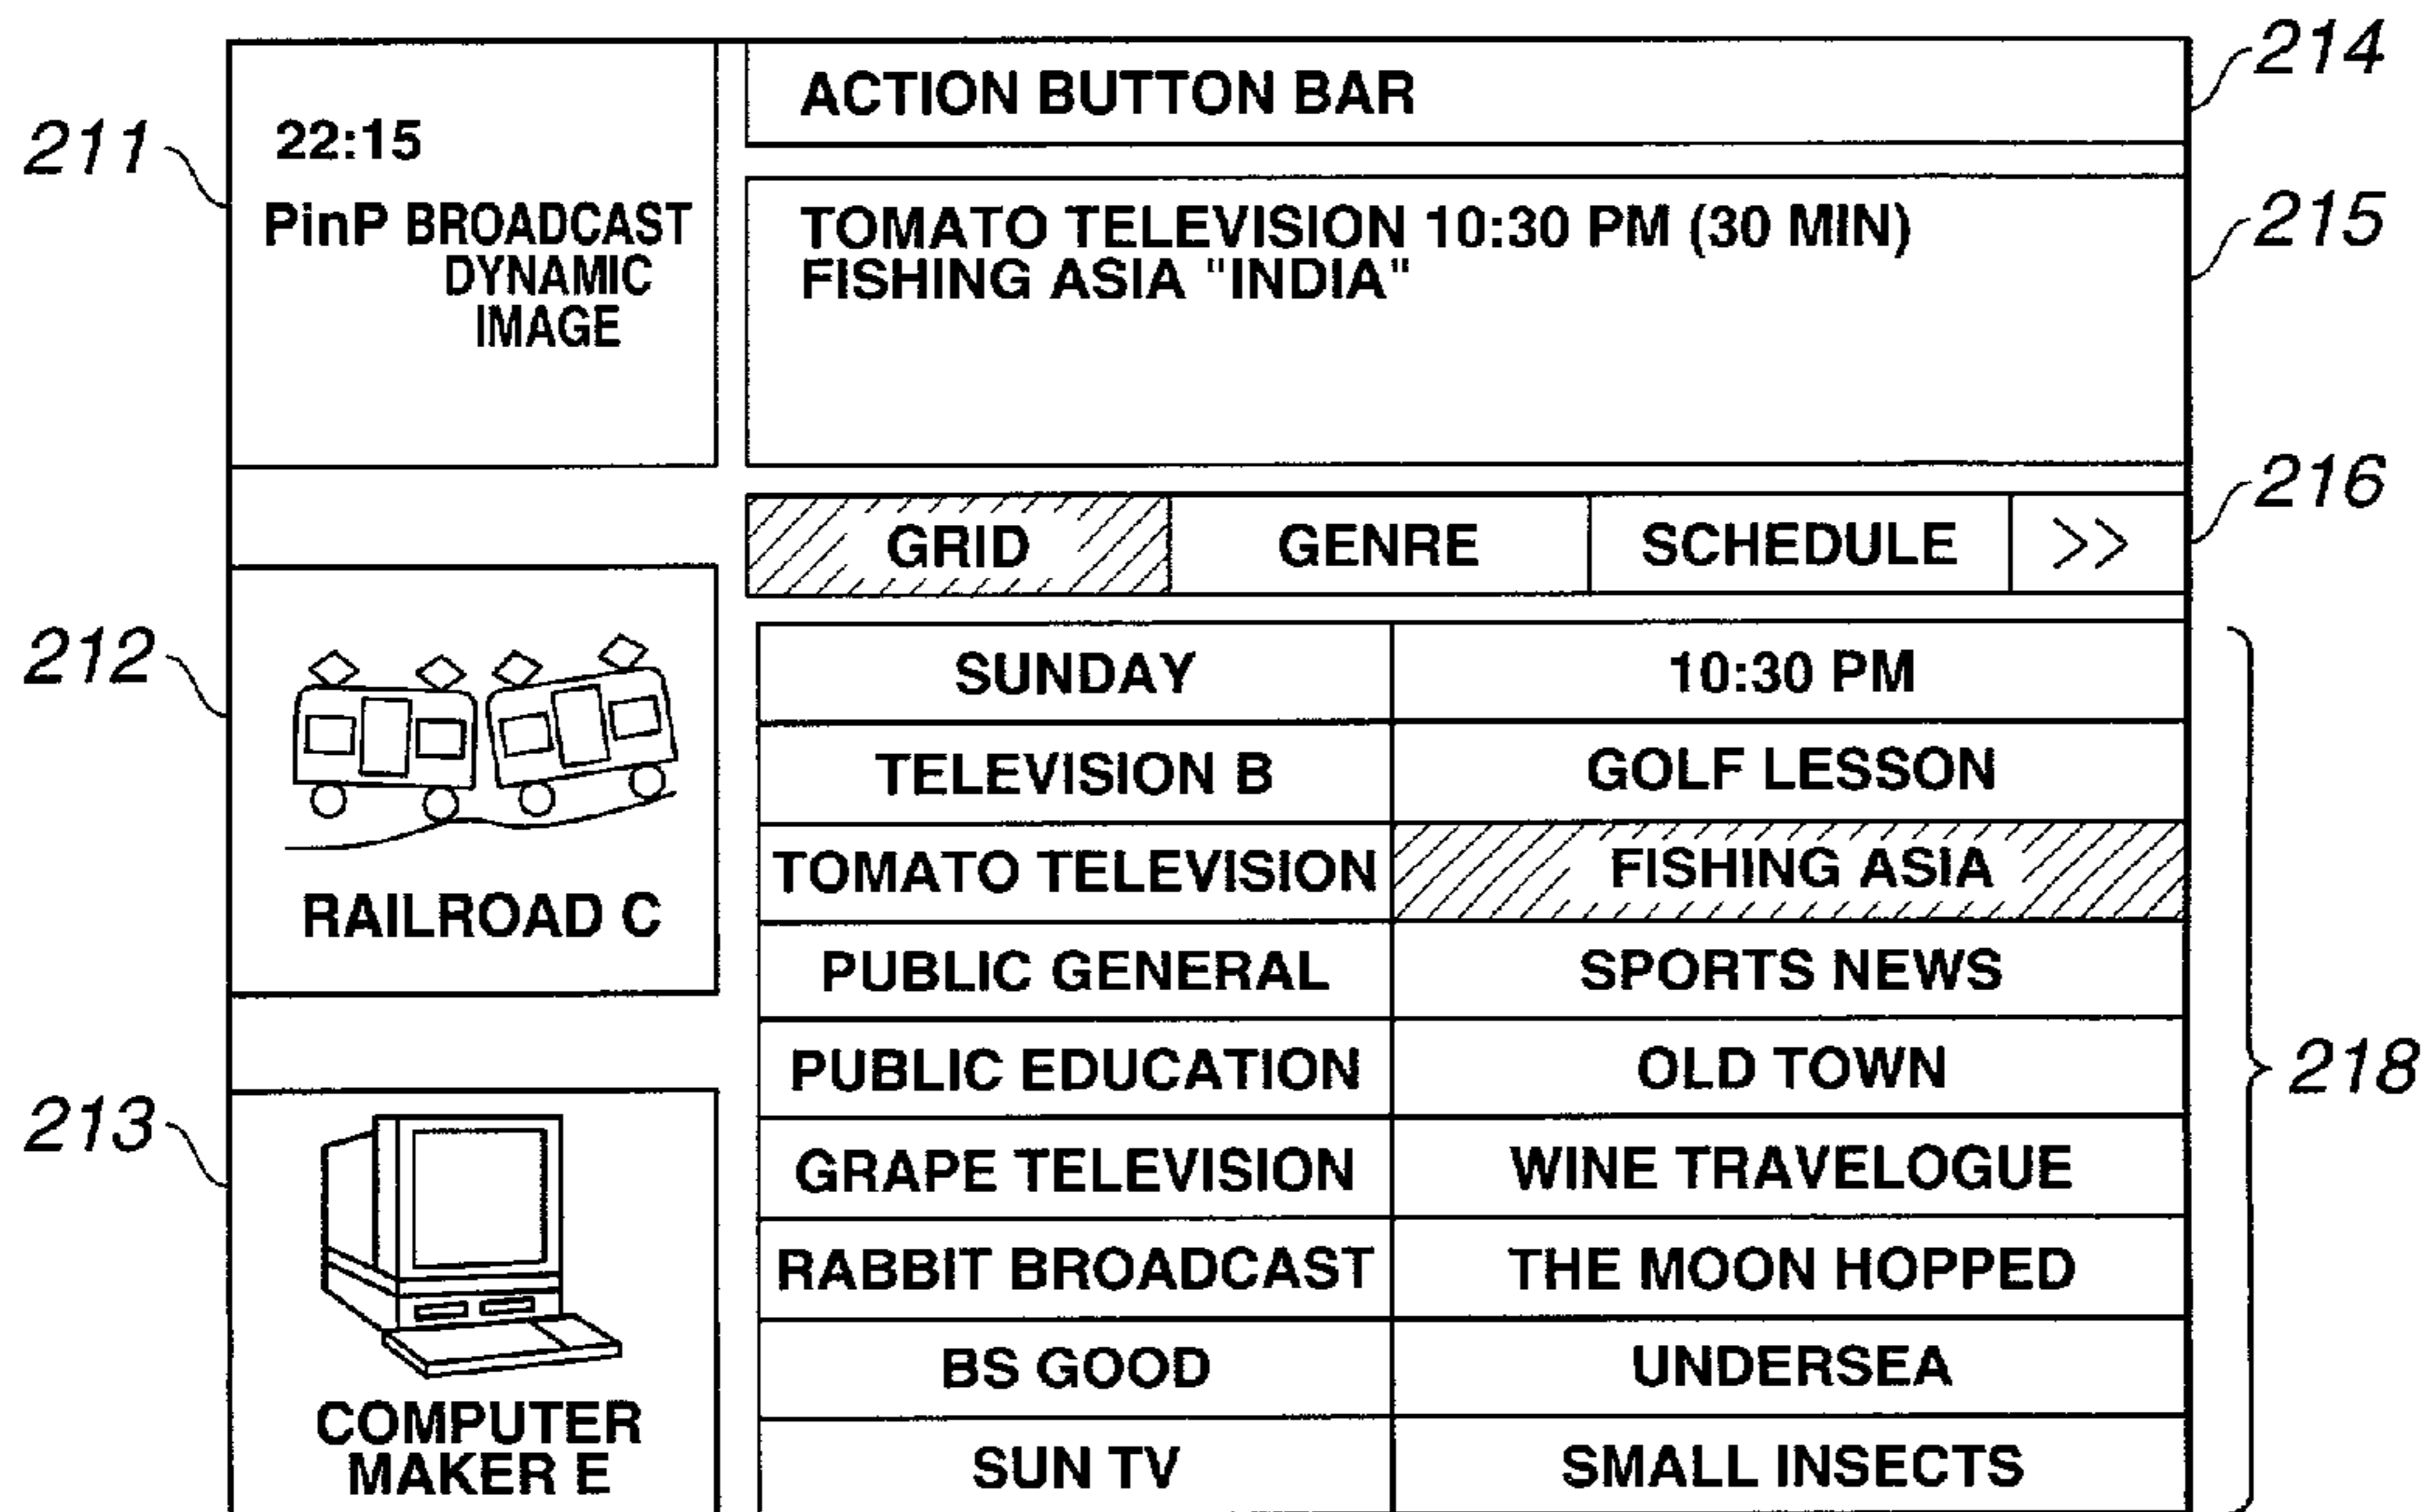 214
ACTION BUTTON BAR
211
22:15
PinP BROADCAST
DYNAMIC
IMAGE
215
TOMATO TELEVISION 10:30 PM (30 MIN)
FISHING ASIA "INDIA"
216
GRID GENRE SCHEDULE >>
212
RAILROAD C
213
COMPUTER
MAKER E
SUNDAY 10:30 PM
TELEVISION B GOLF LESSON
TOMATO TELEVISION FISHING ASIA
PUBLIC GENERAL SPORTS NEWS
PUBLIC EDUCATION OLD TOWN
GRAPE TELEVISION WINE TRAVELOGUE
RABBIT BROADCAST THE MOON HOPPED
BS GOOD UNDERSEA
SUN TV SMALL INSECTS
218